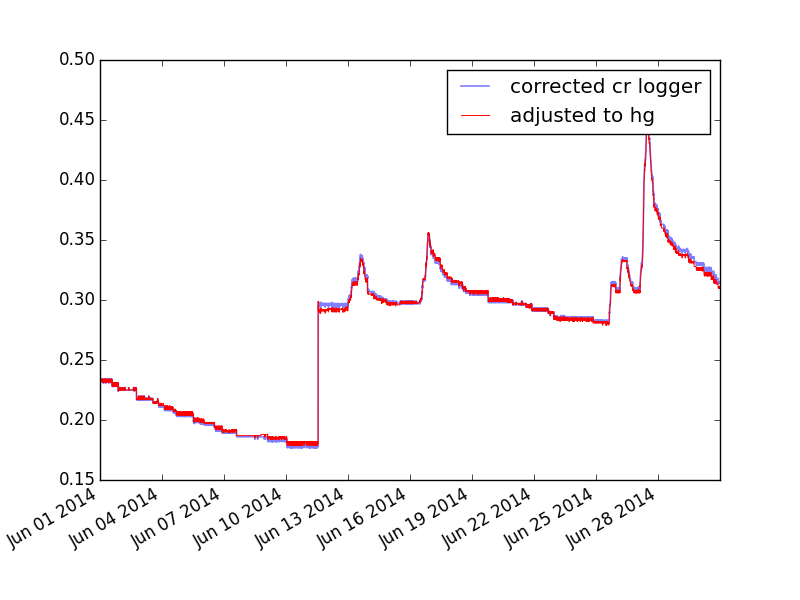 0.50
corrected cr logger
adjusted to hg
0.45
0.40
0.35
0.30
0.25
0.20
0.15
Jun 01 2014
Jun 04 2014
Jun 07 2014
Jun 10 2014
Jun 13 2014
Jun 16 2014
Jun 19 2014
Jun 22 2014
Jun 25 2014
Jun 28 2014